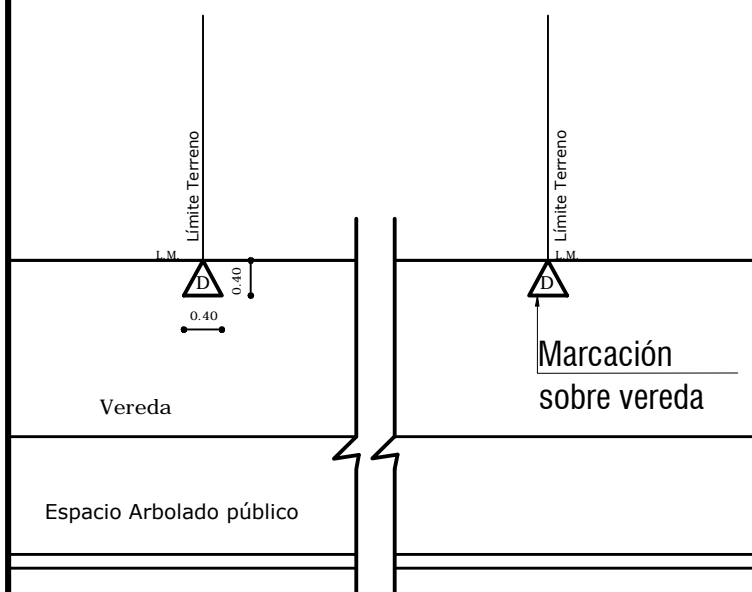 Límite Terreno
Límite Terreno
L.M.
L.M.
D
0.40
D
0.40
Marcación
sobre vereda
Vereda
Espacio Arbolado público